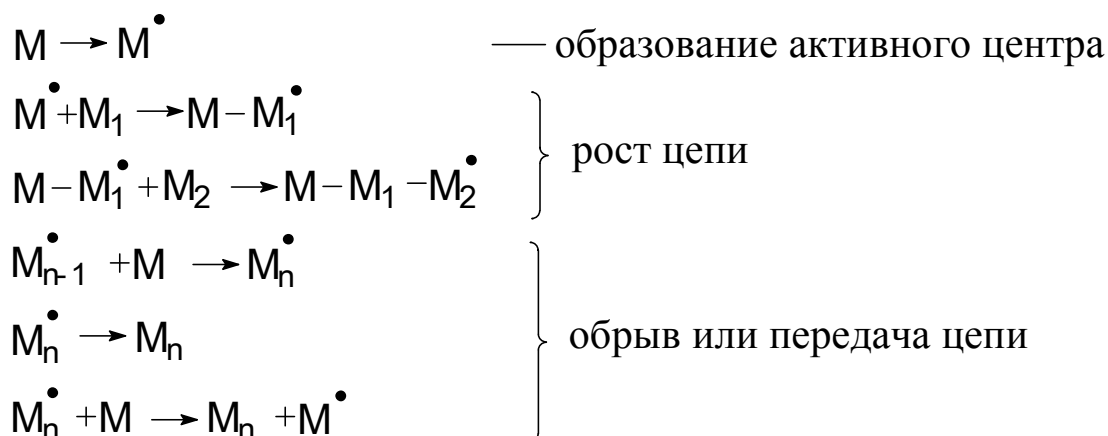 M → M• — образование активного центра
M• + M₁ → M – M₁•
M – M₁• + M₂ → M – M₁ – M₂•
рост цепи
Mₙ₋₁• + M → Mₙ•
Mₙ• → Mₙ
Mₙ• + M → Mₙ + M•
обрыв или передача цепи